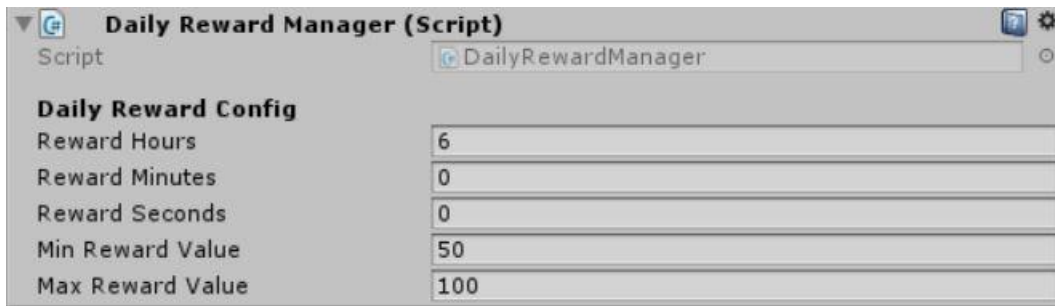 Daily Reward Manager (Script)
Script DailyRewardManager
Daily Reward Config
Reward Hours 6
Reward Minutes 0
Reward Seconds 0
Min Reward Value 50
Max Reward Value 100